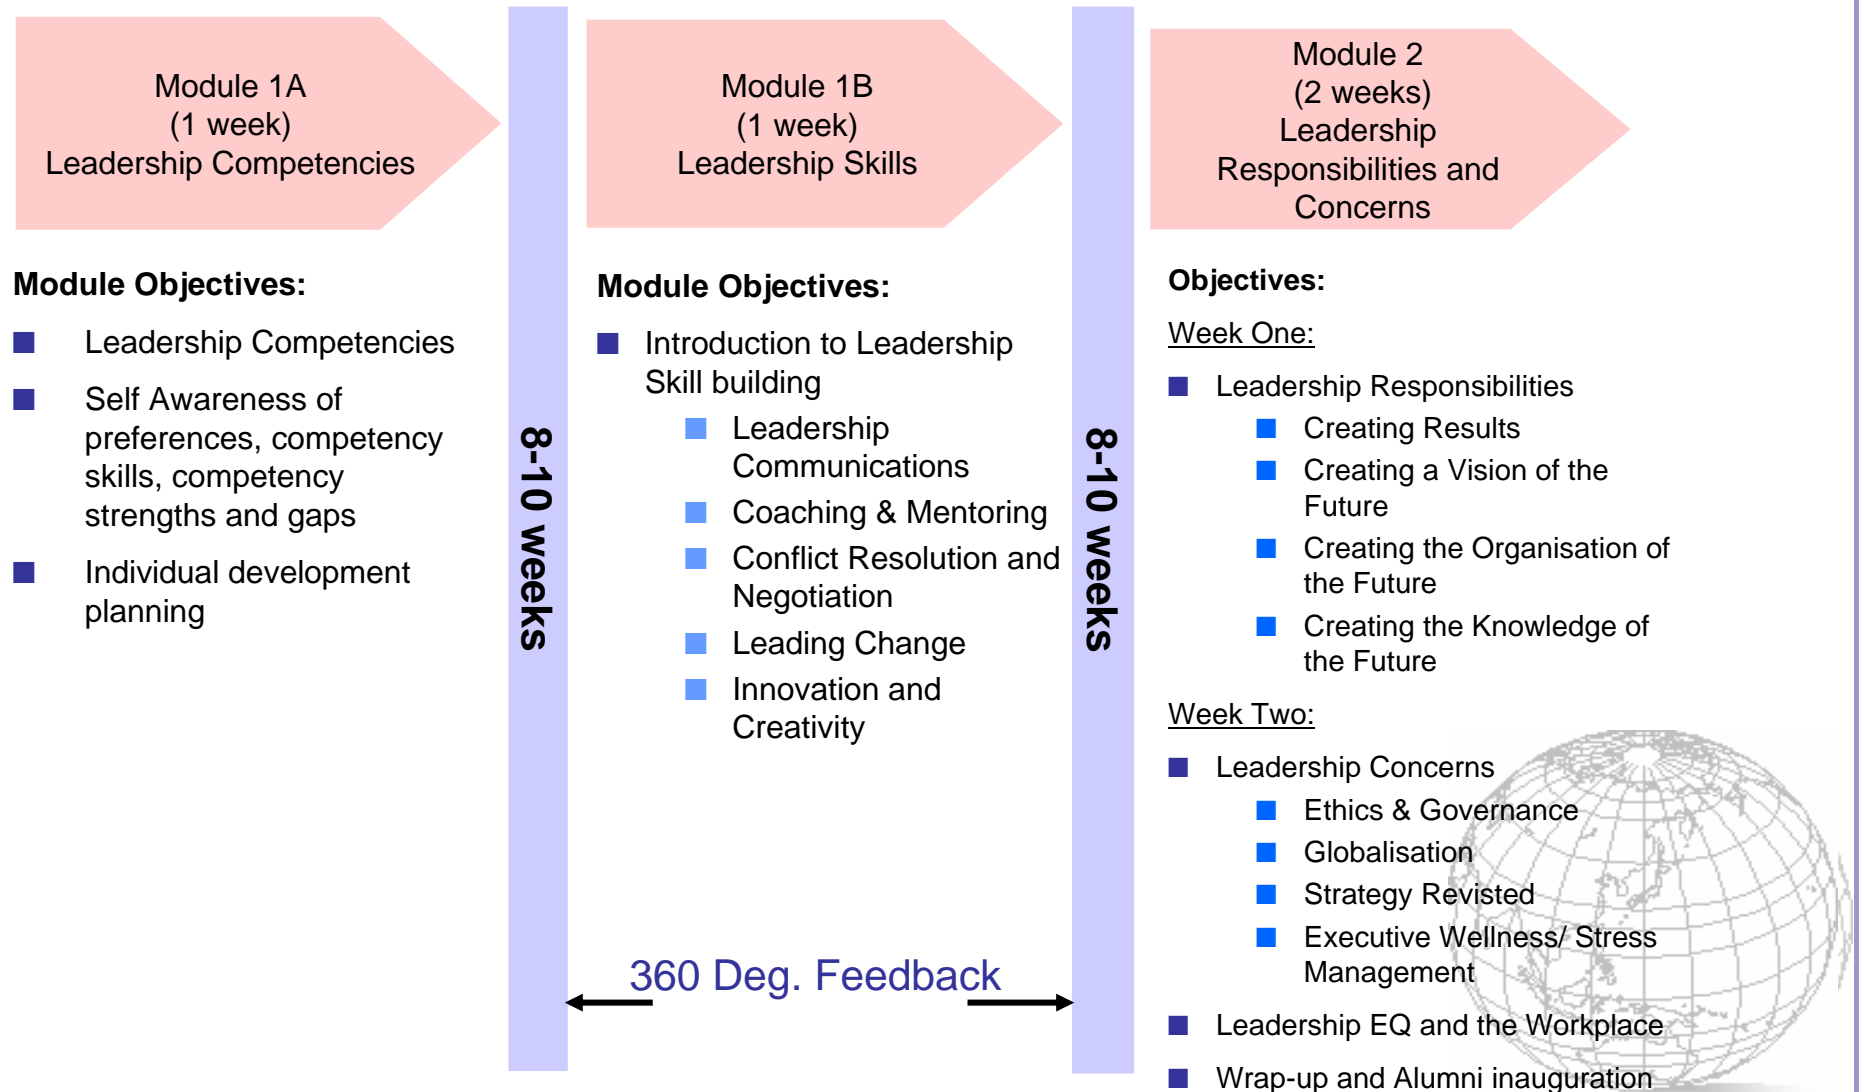 Module 1A
(1 week)
Leadership Competencies
Module Objectives:
Leadership Competencies
Self Awareness of
preferences, competency
skills, competency
strengths and gaps
Individual development
planning
8-10 weeks
Module 1B
(1 week)
Leadership Skills
Module Objectives:
Introduction to Leadership
Skill building
Leadership
Communications
Coaching & Mentoring
Conflict Resolution and
Negotiation
Leading Change
Innovation and
Creativity
360 Deg. Feedback
8-10 weeks
Module 2
(2 weeks)
Leadership
Responsibilities and
Concerns
Objectives:
Week One:
Leadership Responsibilities
Creating Results
Creating a Vision of the
Future
Creating the Organisation of
the Future
Creating the Knowledge of
the Future
Week Two:
Leadership Concerns
Ethics & Governance
Globalisation
Strategy Revisted
Executive Wellness/ Stress
Management
Leadership EQ and the Workplace
Wrap-up and Alumni inauguration